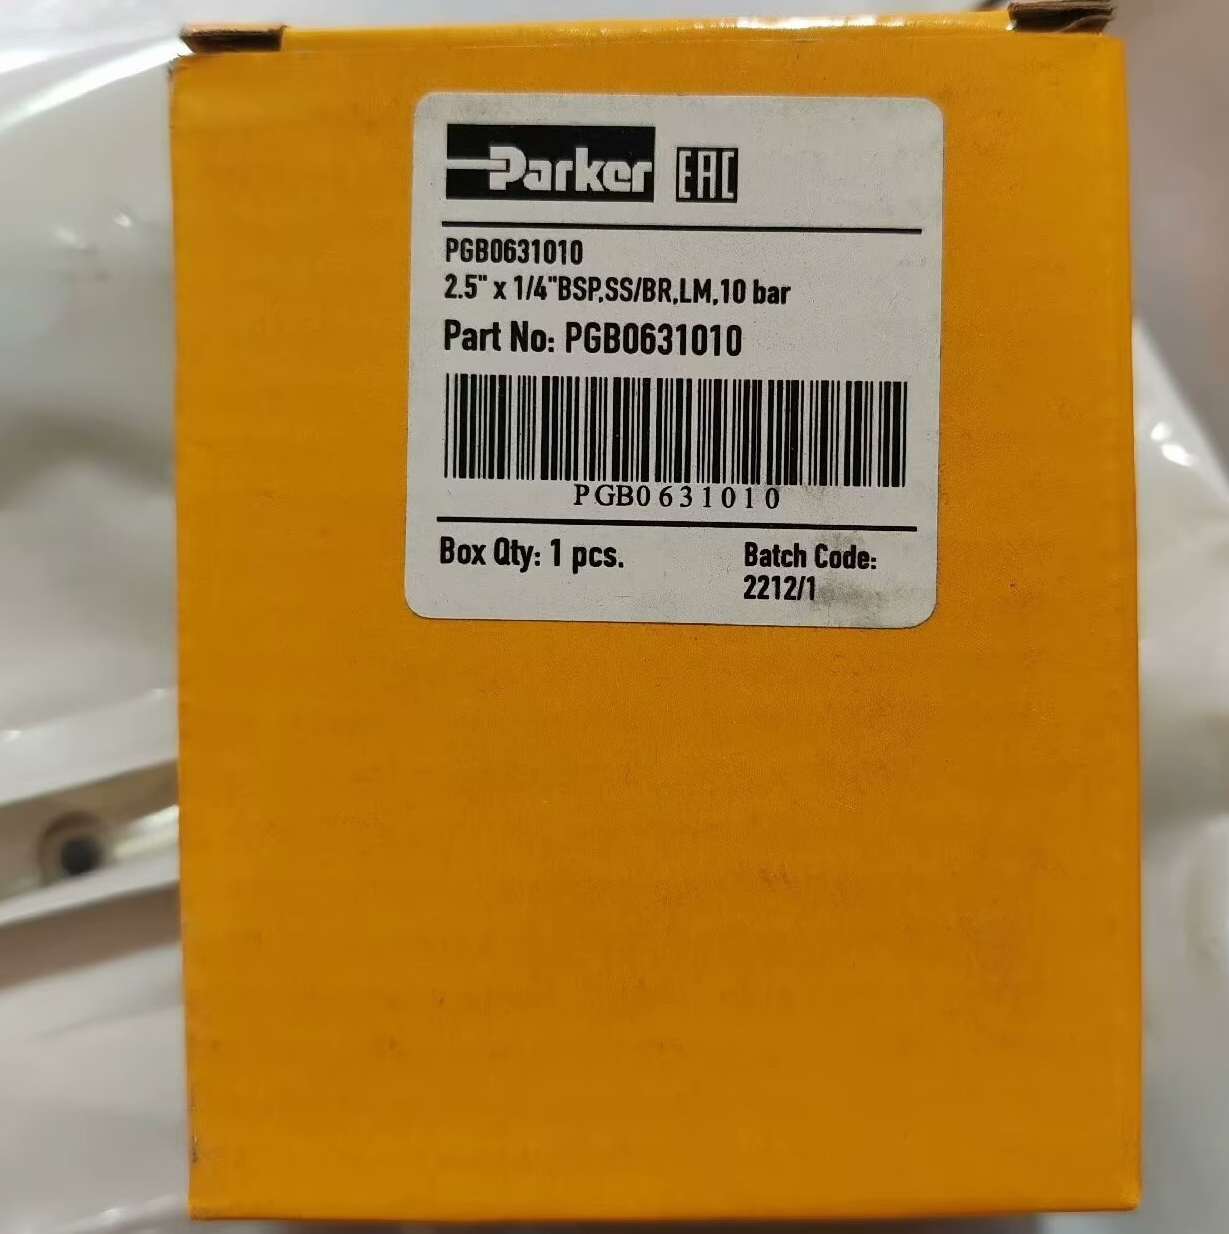 Parker EAC
PGB0631010
2.5" x 1/4"BSP,SS/BR,LM,10 bar
Part No: PGB0631010
PGB0631010
Box Qty: 1 pcs.
Batch Code:
2212/1